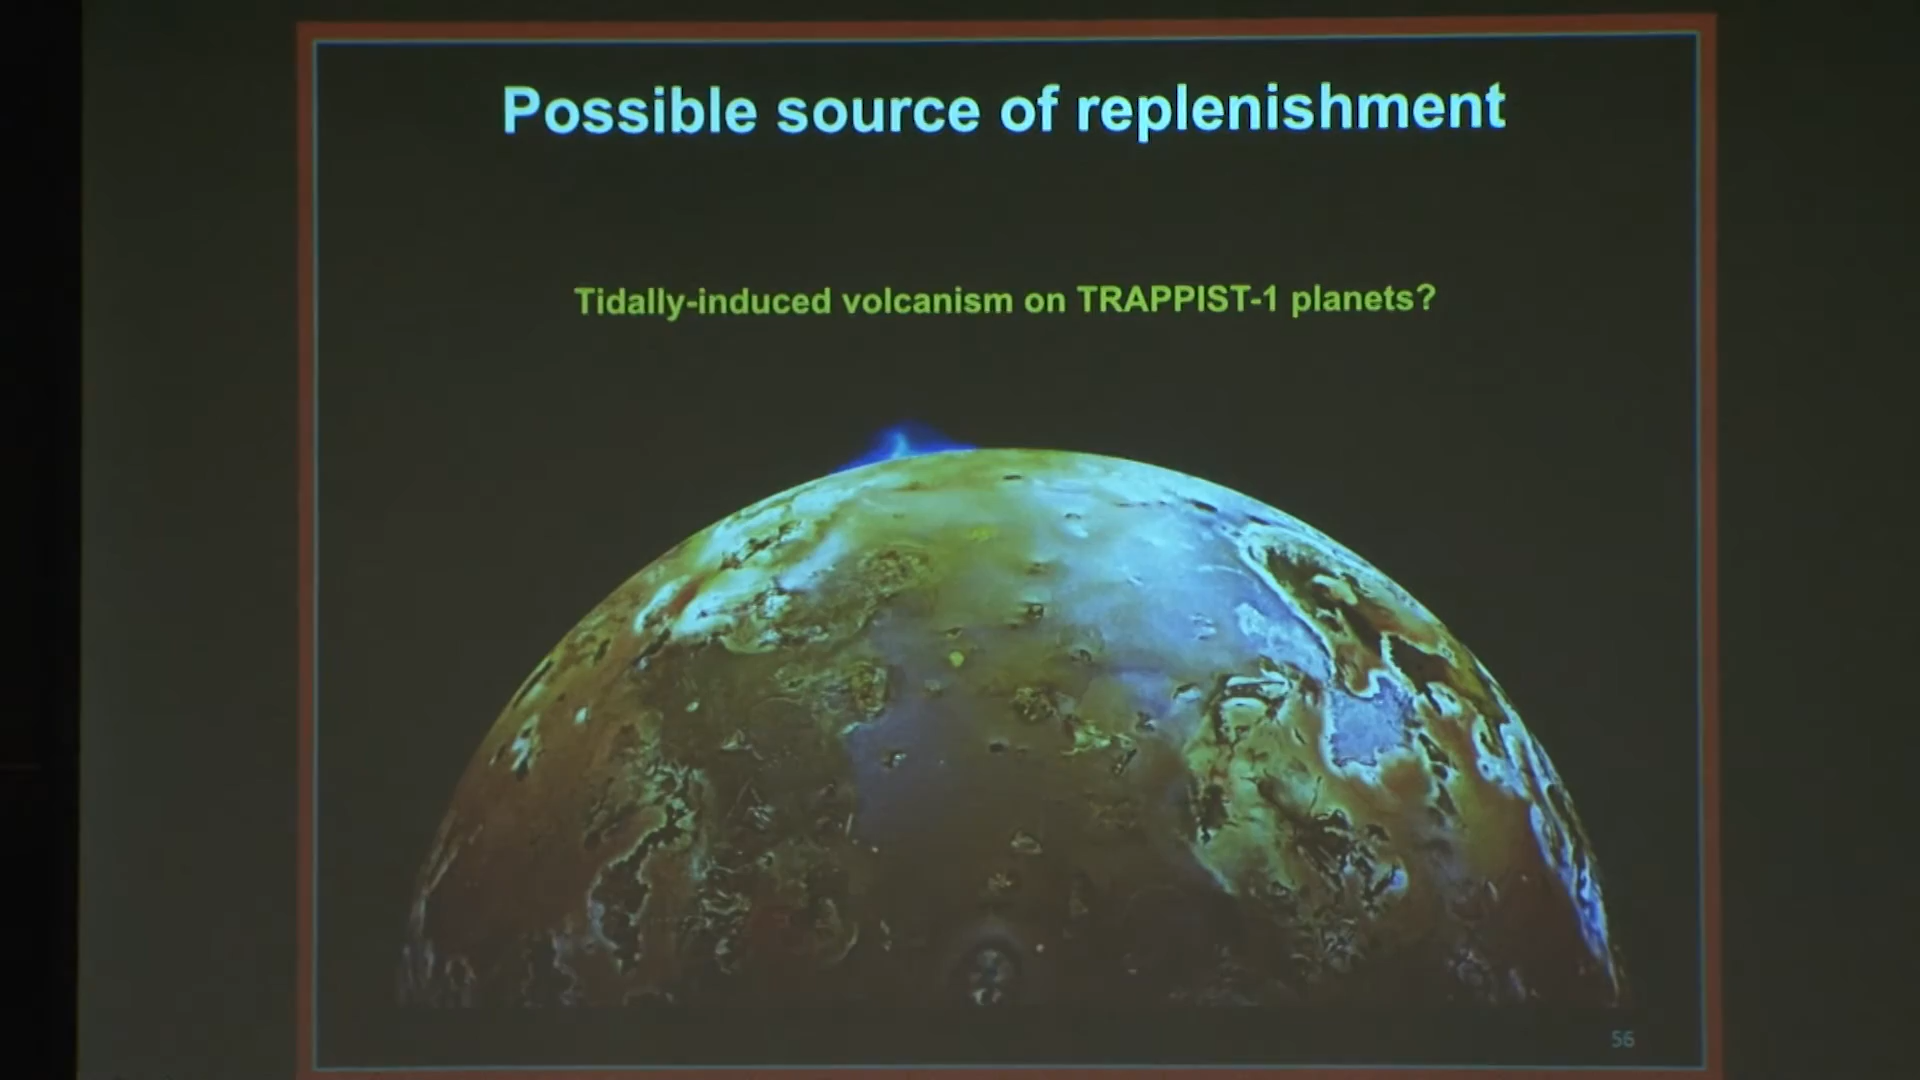 Possible source of replenishment
Tidally-induced volcanism on TRAPPIST-1 planets?
56